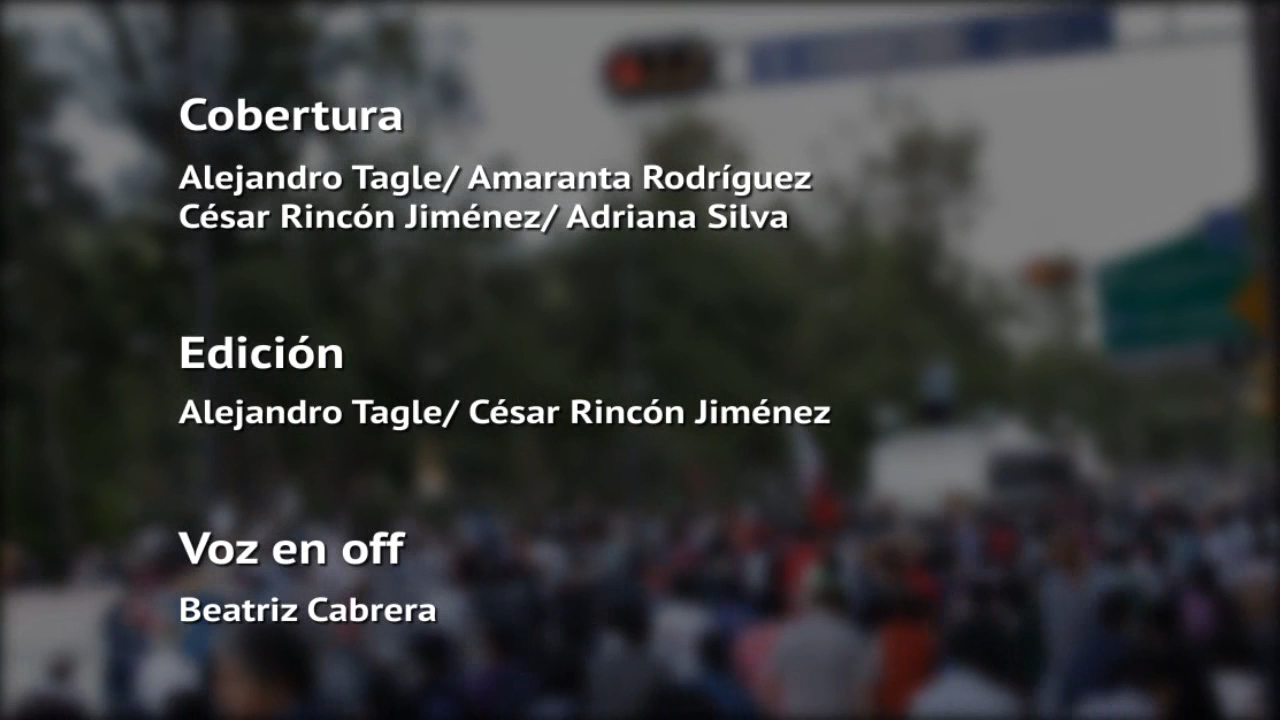 Cobertura
Alejandro Tagle/ Amaranta Rodríguez
César Rincón Jiménez/ Adriana Silva
Edición
Alejandro Tagle/ César Rincón Jiménez
Voz en off
Beatriz Cabrera